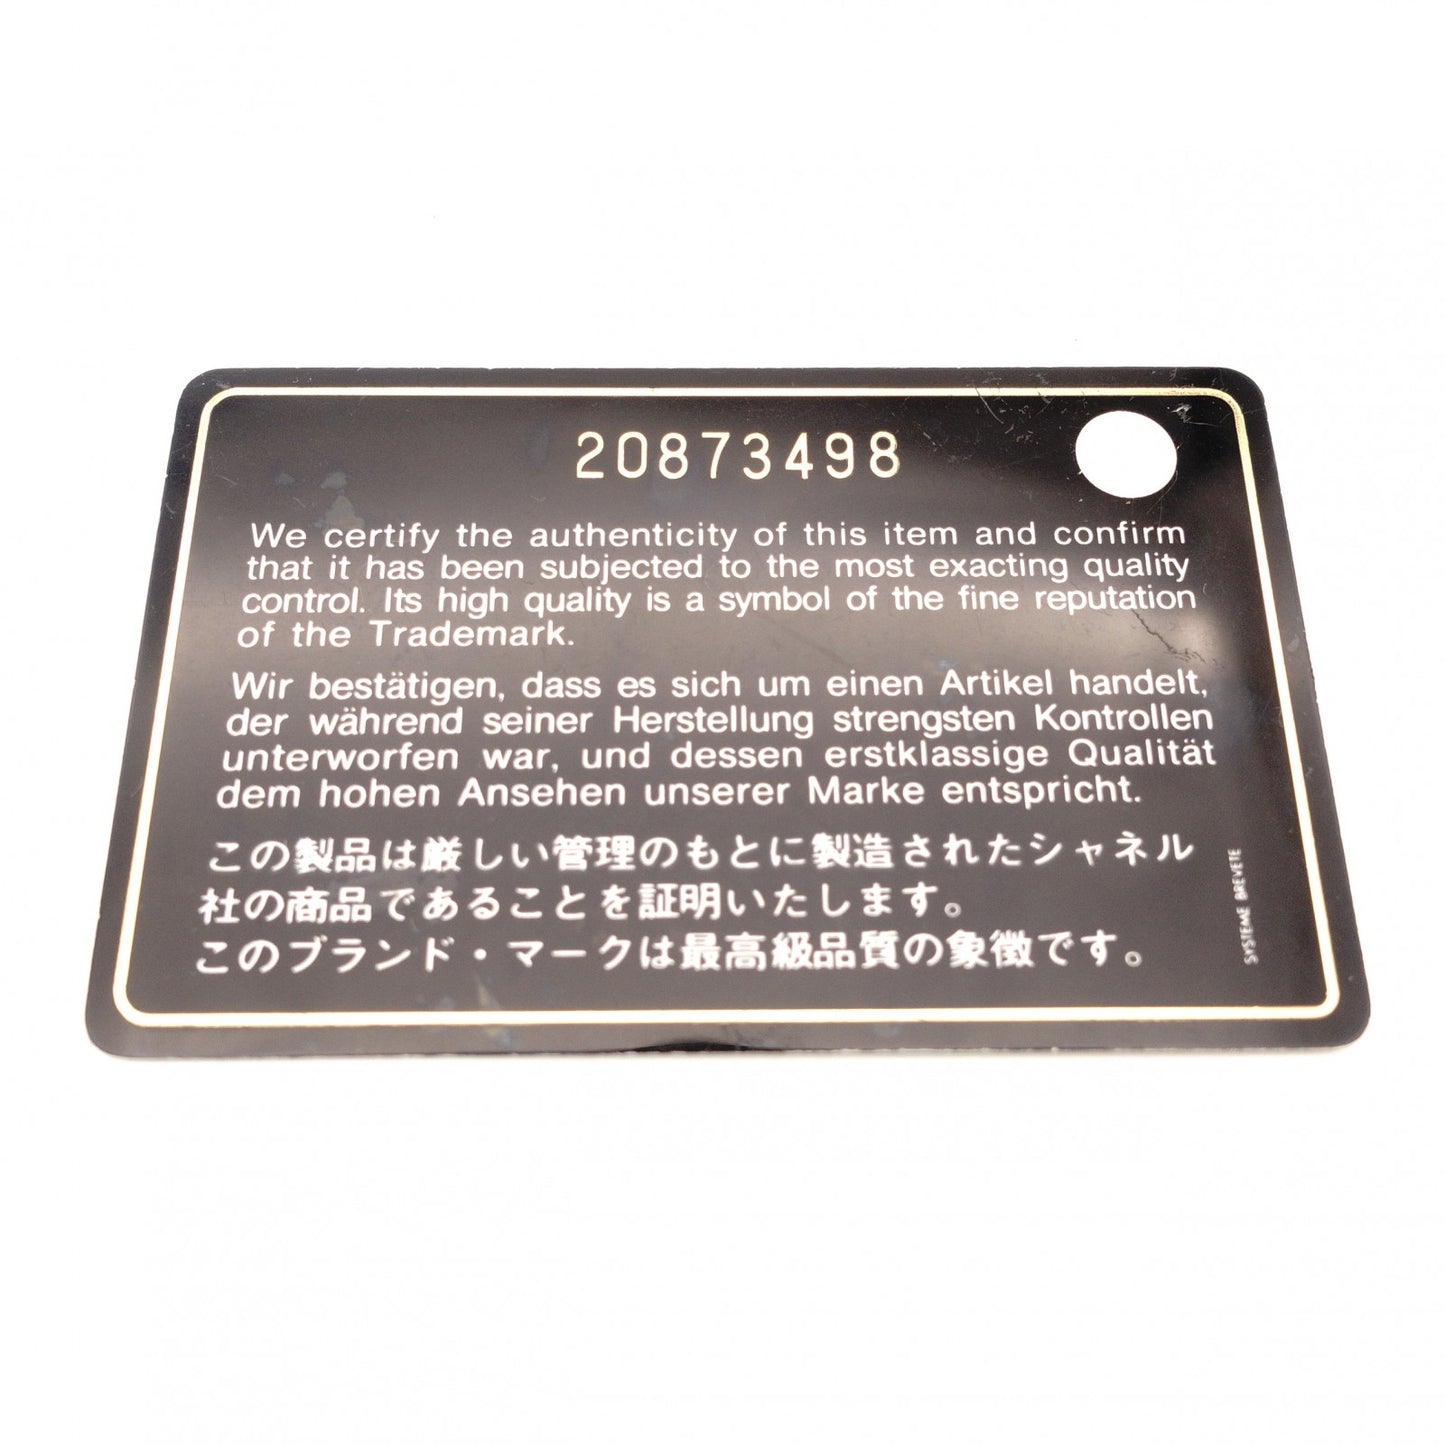 20873498
We certify the authenticity of this item and confirm
that it has been subjected to the most exacting quality
control. Its high quality is a symbol of the fine reputation
of the Trademark.
Wir bestätigen, dass es sich um einen Artikel handelt,
der während seiner Herstellung strengsten Kontrollen
unterworfen war, und dessen erstklassige Qualität
dem hohen Ansehen unserer Marke entspricht.
この製品は厳しい管理のもとに製造されたシャネル
社の商品であることを証明いたします。
このブランド・マークは最高級品質の象徴です。
SYSTEME BREVETE